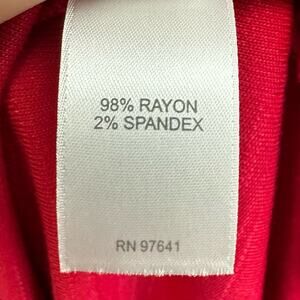 98% RAYON
2% SPANDEX
RN 97641